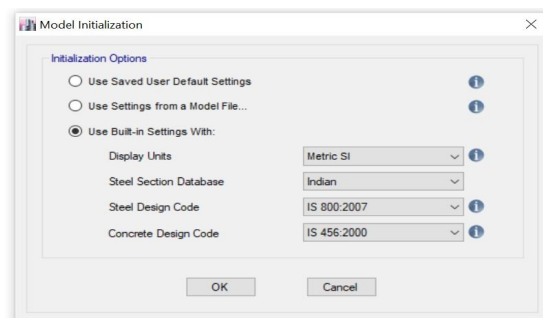 Model Initialization
Initialization Options
Use Saved User Default Settings
Use Settings from a Model File...
Use Built-in Settings With:
Display Units Metric SI
Steel Section Database Indian
Steel Design Code IS 800:2007
Concrete Design Code IS 456:2000
OK Cancel